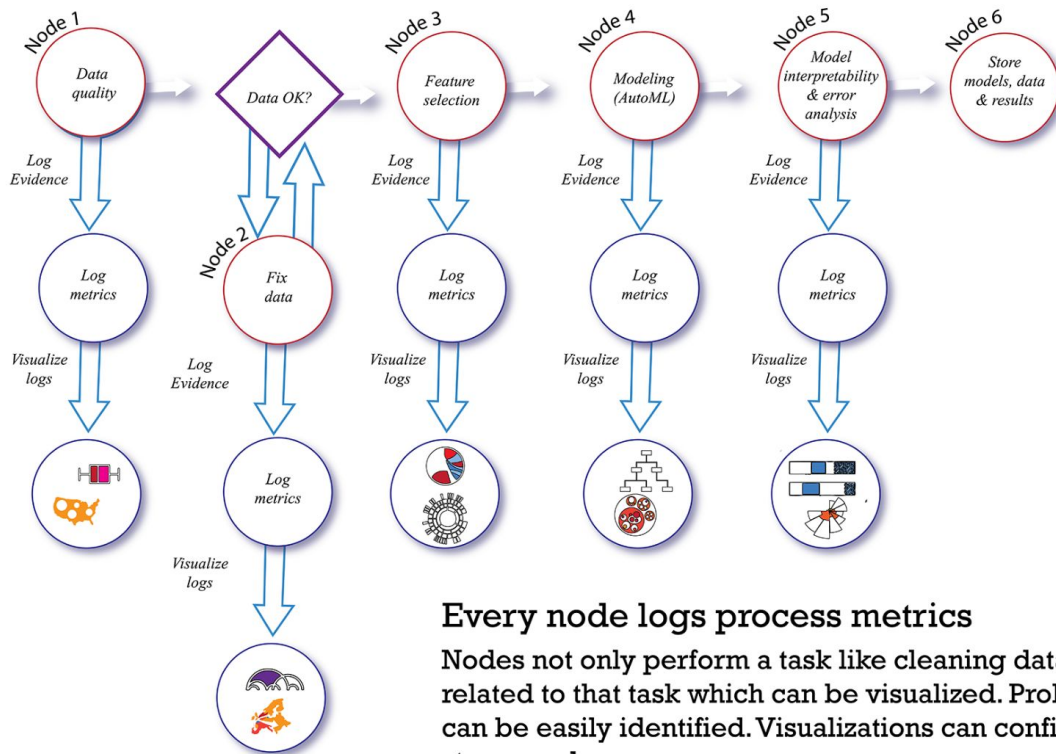 Node 1
Data
quality
Data OK?
Node 3
Feature
selection
Node 4
Modeling
(AutoML)
Node 5
Model
interpretability
& error
analysis
Node 6
Store
models, data
& results
Log
Evidence
Log
Evidence
Log
Evidence
Log
Evidence
Node 2
Fix
data
Log
metrics
Log
metrics
Log
metrics
Log
metrics
Visualize
logs
Log
Evidence
Visualize
logs
Visualize
logs
Visualize
logs
Log
metrics
Visualize
logs
Every node logs process metrics
Nodes not only perform a task like cleaning data
related to that task which can be visualized.
can be easily identified. Visualizations can